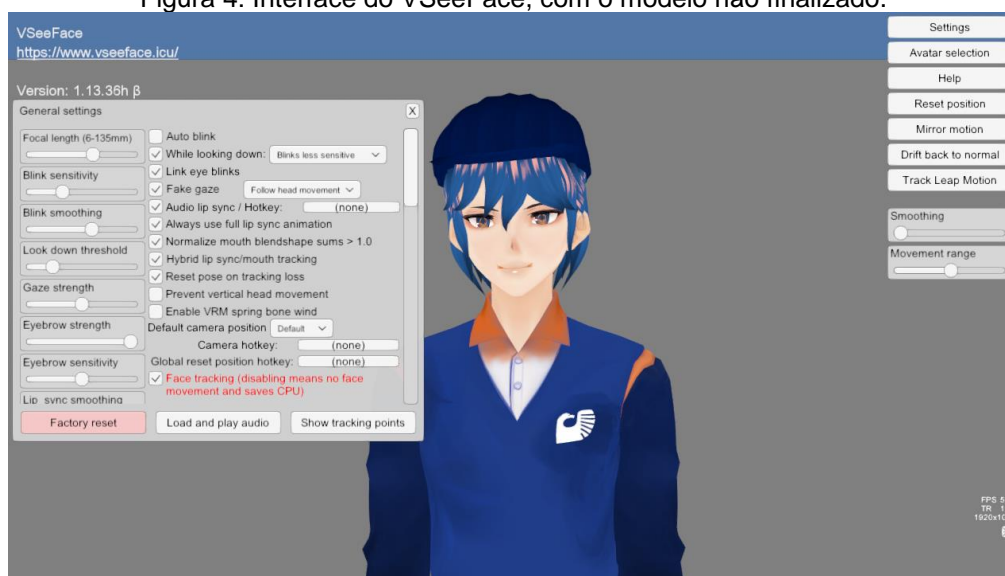 Figura 4: Interface do VSeeFace, com o modelo não finalizado.
VSeeFace
https://www.vseeface.icu/
Version: 1.13.36h β
General settings
X
Focal length (6-135mm)
Blink sensitivity
Blink smoothing
Look down threshold
Gaze strength
Eyebrow strength
Eyebrow sensitivity
Lip sync smoothing
Auto blink
While looking down: Blinks less sensitive
Link eye blinks
Fake gaze Follow head movement
Audio lip sync / Hotkey: (none)
Always use full lip sync animation
Normalize mouth blendshape sums > 1.0
Hybrid lip sync/mouth tracking
Reset pose on tracking loss
Prevent vertical head movement
Enable VRM spring bone wind
Default camera position Default
Camera hotkey: (none)
Global reset position hotkey: (none)
Face tracking (disabling means no face
movement and saves CPU)
Factory reset
Load and play audio
Show tracking points
Settings
Avatar selection
Help
Reset position
Mirror motion
Drift back to normal
Track Leap Motion
Smoothing
Movement range
FPS 5
TR 1
1920x10